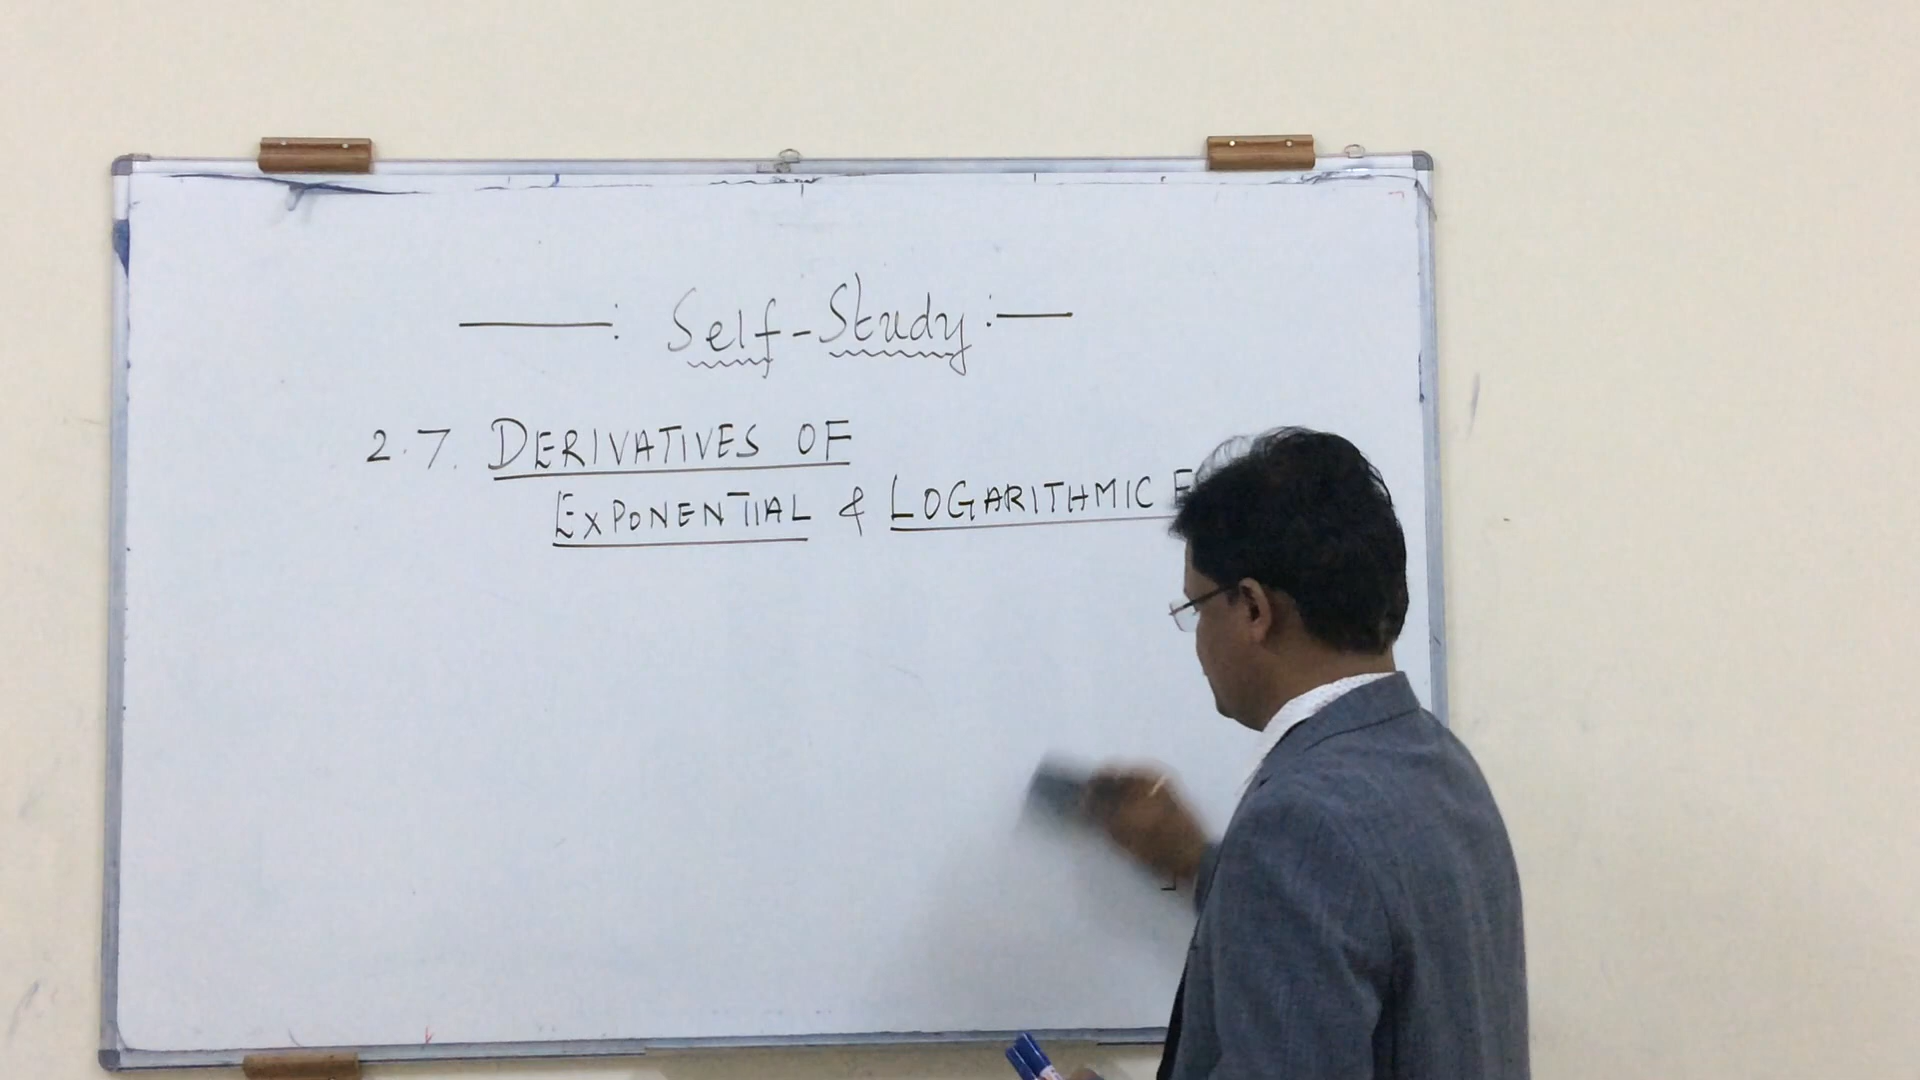 : Self-Study :
2.7. DERIVATIVES OF
EXPONENTIAL & LOGARITHMIC